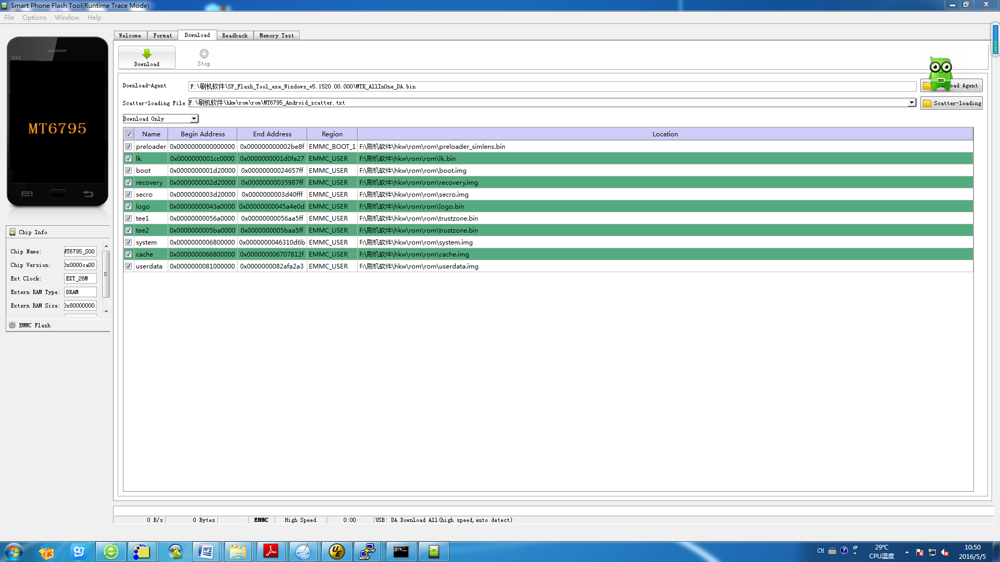 Smart Phone Flash Tool(Runtime Trace Mode)
File Options Window Help
Welcome Format Download Readback Memory Test
BM
MT6795
Download
Stop
Download-Agent F:\刷机软件\SP_Flash_Tool_exe_Windows_v5.1520.00.000\MTK_AllInOne_DA.bin Agent
Scatter-loading File F:\刷机软件\hkw\rom\rom\MT6795_Android_scatter.txt Scatter-loading
Download Only
Name Begin Address End Address Region Location
preloader 0x0000000000000000 0x000000000002be8f EMMC_BOOT_1 F:\刷机软件\hkw\rom\rom\preloader_simlens.bin
lk 0x0000000001cc0000 0x0000000001d0fa27 EMMC_USER F:\刷机软件\hkw\rom\rom\lk.bin
boot 0x0000000001d20000 0x00000000024657ff EMMC_USER F:\刷机软件\hkw\rom\rom\boot.img
recovery 0x0000000002d20000 0x00000000035987ff EMMC_USER F:\刷机软件\hkw\rom\rom\recovery.img
secro 0x0000000003d20000 0x0000000003d40fff EMMC_USER F:\刷机软件\hkw\rom\rom\secro.img
logo 0x00000000043a0000 0x00000000045a4e0d EMMC_USER F:\刷机软件\hkw\rom\rom\logo.bin
tee1 0x00000000056a0000 0x00000000056aa5ff EMMC_USER F:\刷机软件\hkw\rom\rom\trustzone.bin
tee2 0x0000000005ba0000 0x0000000005baa5ff EMMC_USER F:\刷机软件\hkw\rom\rom\trustzone.bin
system 0x0000000006800000 0x0000000046310d6b EMMC_USER F:\刷机软件\hkw\rom\rom\system.img
cache 0x0000000066800000 0x000000006707812f EMMC_USER F:\刷机软件\hkw\rom\rom\cache.img
userdata 0x0000000081000000 0x0000000082afa2a3 EMMC_USER F:\刷机软件\hkw\rom\rom\userdata.img
Chip Info
Chip Name: MT6795_S00
Chip Version: 0x0000ca00
Ext Clock: EXT_26M
Extern RAM Type: DRAM
Extern RAM Size: 0x80000000
EMMC Flash
0 B/s 0 Bytes EMMC High Speed 0:00 USB: DA Download All(high speed,auto detect)
CH 29℃ 10:50
CPU温度 2016/5/5